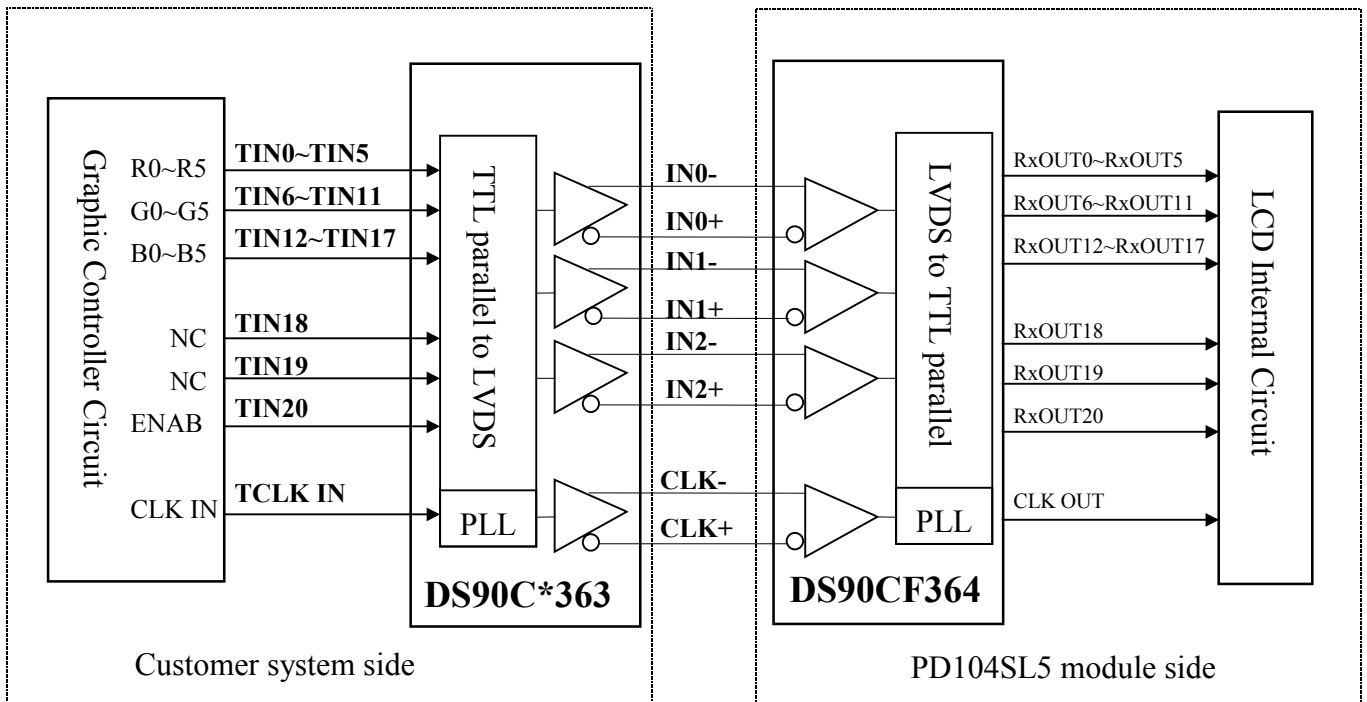 Graphic Controller Circuit
R0~R5
G0~G5
B0~B5
NC
NC
ENAB
CLK IN
TIN0~TIN5
TIN6~TIN11
TIN12~TIN17
TIN18
TIN19
TIN20
TCLK IN
TTL parallel to LVDS
PLL
DS90C*363
IN0-
IN0+
IN1-
IN1+
IN2-
IN2+
CLK-
CLK+
LVDS to TTL parallel
PLL
DS90CF364
RxOUT0~RxOUT5
RxOUT6~RxOUT11
RxOUT12~RxOUT17
RxOUT18
RxOUT19
RxOUT20
CLK OUT
LCD Internal Circuit
Customer system side
PD104SL5 module side